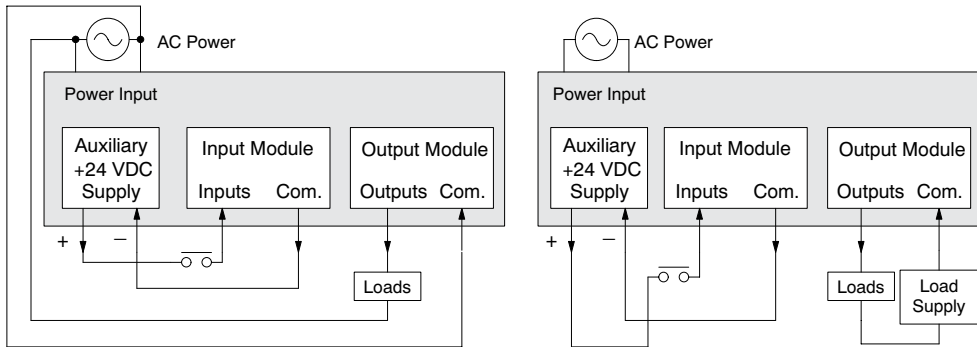 AC Power
Power Input
Auxiliary
+24 VDC
Supply
Input Module
Inputs Com.
Output Module
Outputs Com.
+ –
Loads
AC Power
Power Input
Auxiliary
+24 VDC
Supply
Input Module
Inputs Com.
Output Module
Outputs Com.
+ –
Loads
Load
Supply